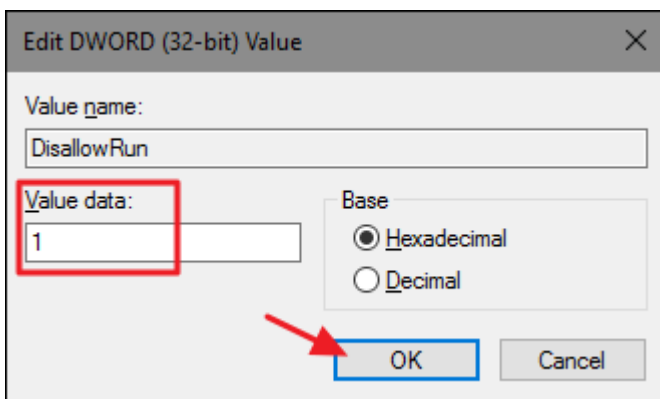 Edit DWORD (32-bit) Value
Value name:
DisallowRun
Value data:
1
Base
Hexadecimal
Decimal
OK
Cancel